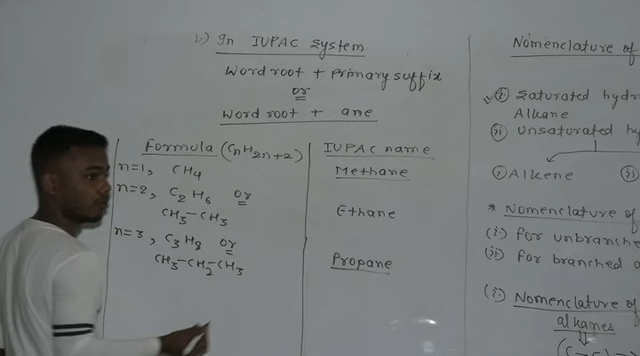 b) In IUPAC system
Word root + primary suffix
or
Word root + ane
Formula (CnH2n+2)
IUPAC name
n=1, CH4
Methane
n=2, C2H6 or
CH3-CH3
Ethane
n=3, C3H8 or
CH3-CH2-CH3
Propane
Nomenclature of
(i) Saturated hydr
Alkane
(ii) Unsaturated hy
(i) Alkene
(ii)
* Nomenclature of
(i) For unbranche
(ii) For branched a
(i) Nomenclature of
alkanes